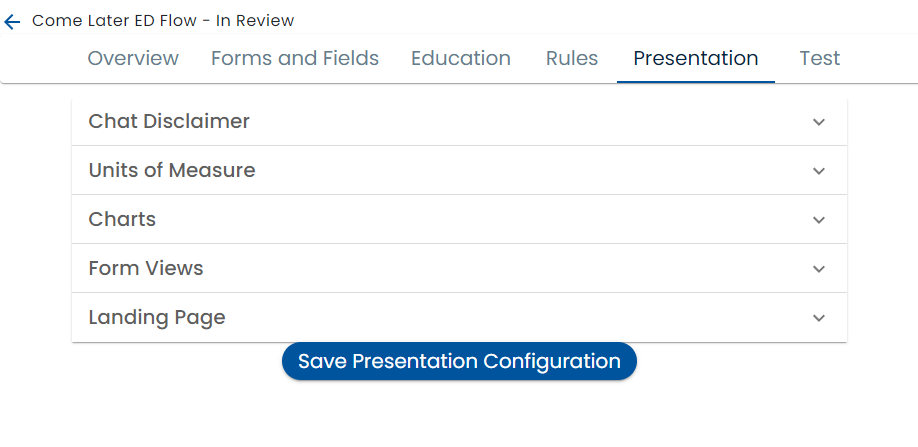 Come Later ED Flow - In Review
Overview Forms and Fields Education Rules Presentation Test
Chat Disclaimer
Units of Measure
Charts
Form Views
Landing Page
Save Presentation Configuration